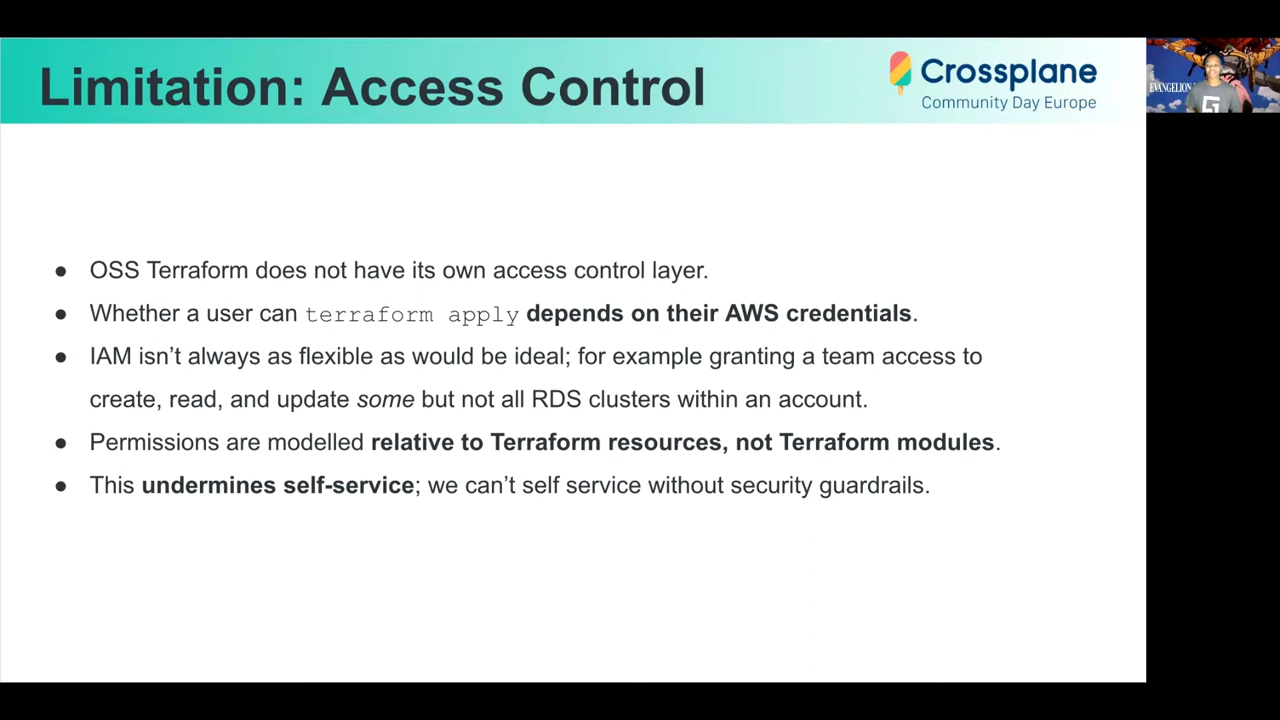 Limitation: Access Control
Crossplane
Community Day Europe
EVANGELION
● OSS Terraform does not have its own access control layer.
● Whether a user can terraform apply depends on their AWS credentials.
● IAM isn’t always as flexible as would be ideal; for example granting a team access to
create, read, and update some but not all RDS clusters within an account.
● Permissions are modelled relative to Terraform resources, not Terraform modules.
● This undermines self-service; we can’t self service without security guardrails.